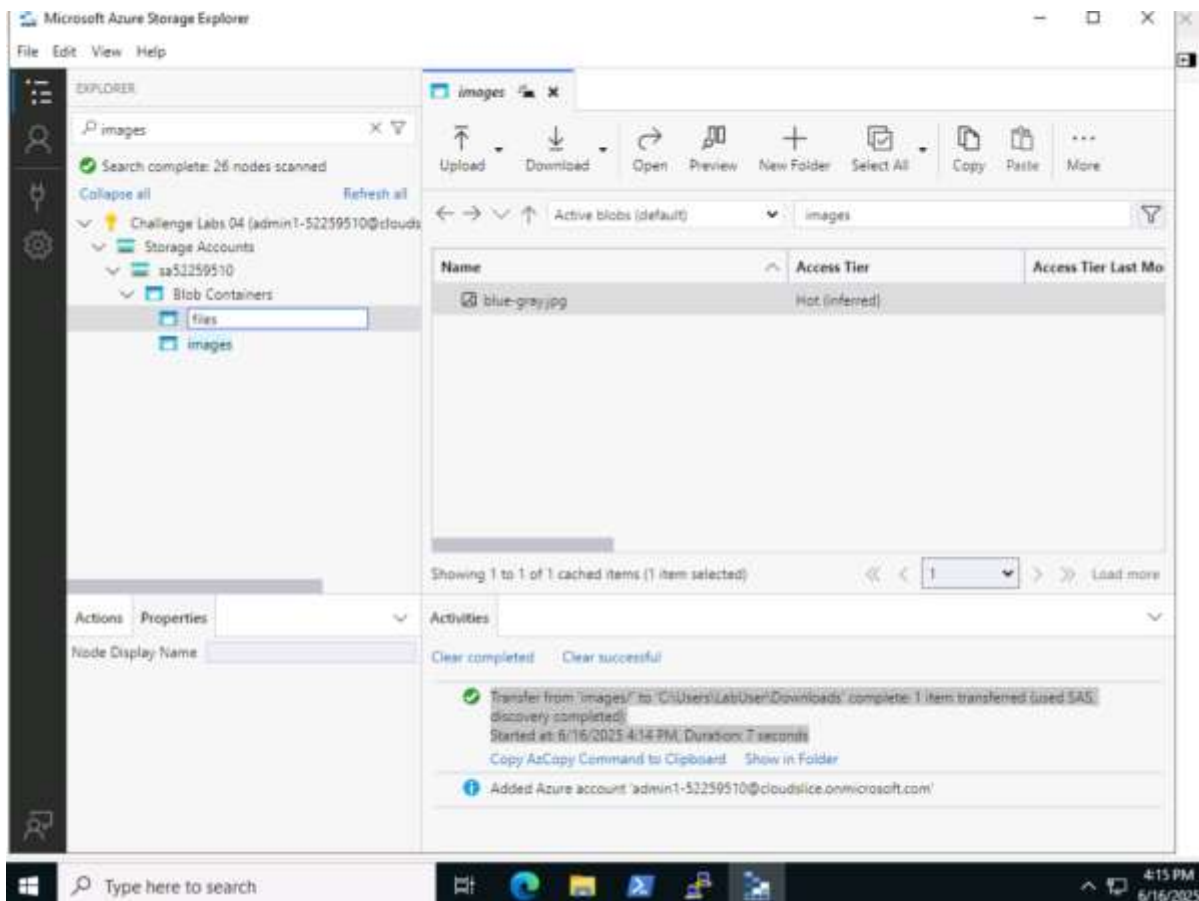 Microsoft Azure Storage Explorer
File Edit View Help
EXPLORER
images
Search complete: 26 nodes scanned
Collapse all Refresh all
Challenge Labs 04 (admin1-52259510@clouds
Storage Accounts
sa52259510
Blob Containers
files
images
Actions Properties
Node Display Name
images
Upload Download Open Preview New Folder Select All Copy Paste More
Active blobs (default) images
Name Access Tier Access Tier Last Mo
blue-gray.jpg Hot (inferred)
Showing 1 to 1 of 1 cached items (1 item selected) 1 Load more
Activities
Clear completed Clear successful
Transfer from 'images/' to 'C:\Users\LabUser\Downloads' complete: 1 item transferred (used SAS,
discovery completed)
Started at: 6/16/2025 4:14 PM, Duration: 7 seconds
Copy AzCopy Command to Clipboard Show in Folder
Added Azure account 'admin1-52259510@cloudslice.onmicrosoft.com'
Type here to search
4:15 PM
6/16/2025